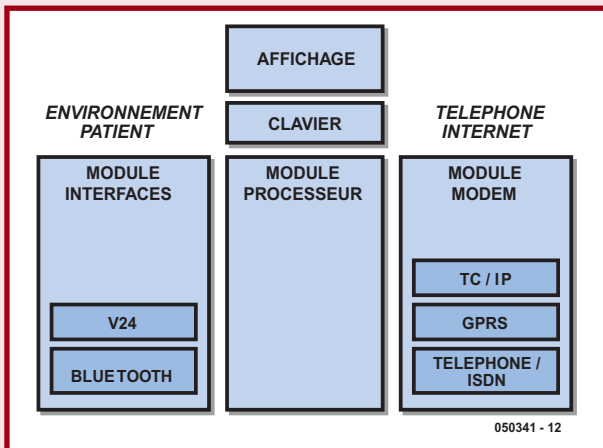 AFFICHAGE
CLAVIER
ENVIRONNEMENT
PATIENT
TELEPHONE
INTERNET
MODULE
INTERFACES
V24
BLUETOOTH
MODULE
PROCESSEUR
MODULE
MODEM
TC / IP
GPRS
TELEPHONE /
ISDN
050341 - 12